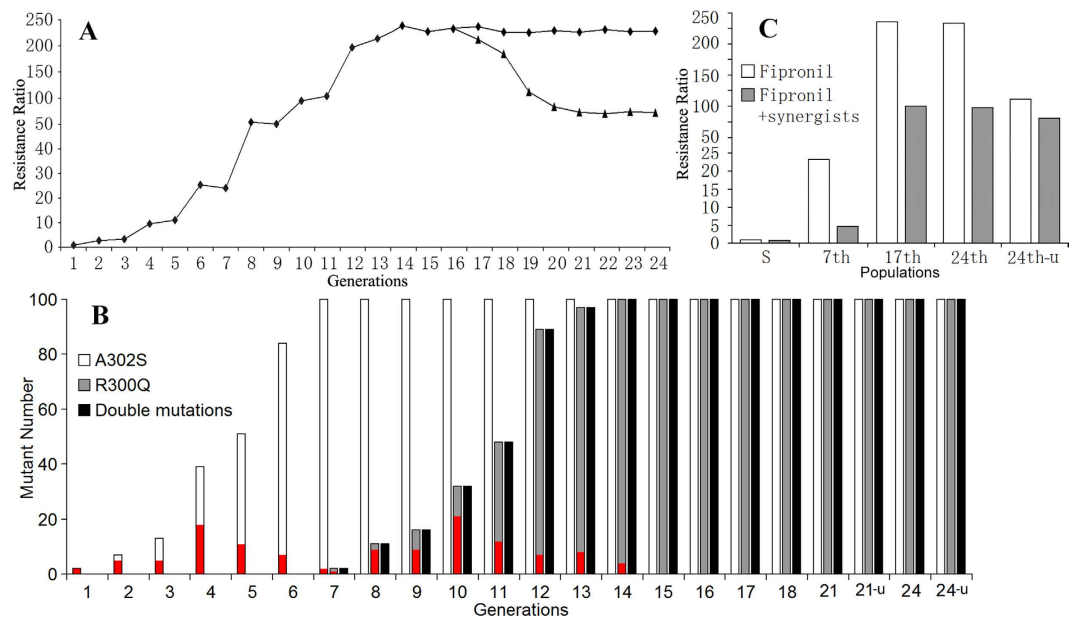 A
Resistance Ratio
250
200
150
100
50
40
30
20
10
0
1 2 3 4 5 6 7 8 9 10 11 12 13 14 15 16 17 18 19 20 21 22 23 24
Generations
C
Resistance Ratio
250
200
150
100
50
25
20
15
10
5
0
Fipronil
Fipronil
+synergists
S 7th 17th 24th 24th-u
Populations
B
Mutant Number
100
80
60
40
20
0
A302S
R300Q
Double mutations
1 2 3 4 5 6 7 8 9 10 11 12 13 14 15 16 17 18 21 21-u 24 24-u
Generations